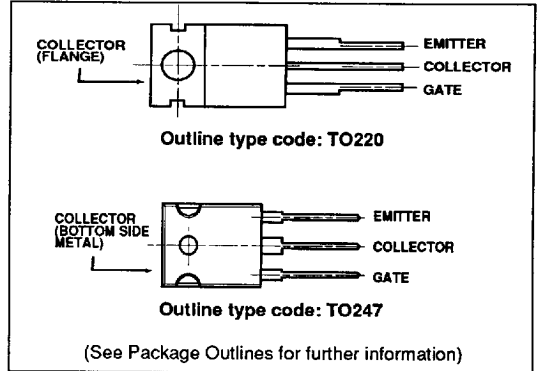 COLLECTOR
(FLANGE)
EMITTER
COLLECTOR
GATE
Outline type code: TO220
COLLECTOR
(BOTTOM SIDE
METAL)
EMITTER
COLLECTOR
GATE
Outline type code: TO247
(See Package Outlines for further information)